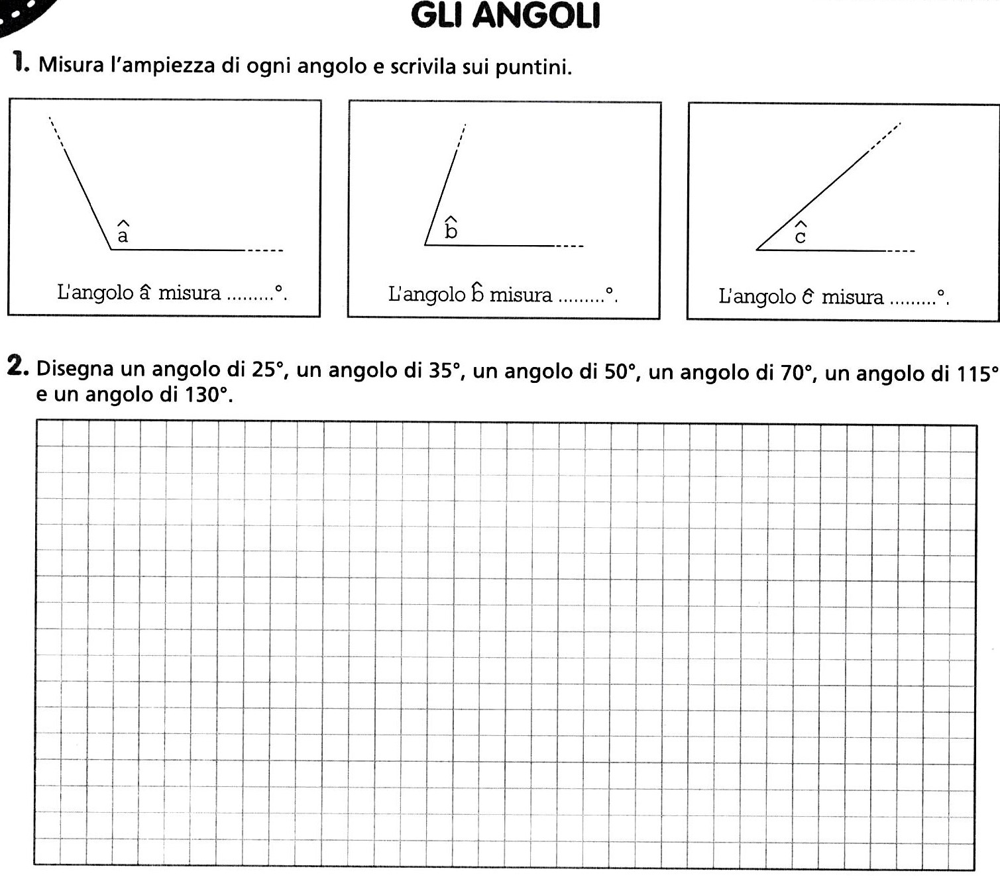 GLI ANGOLI
1. Misura l'ampiezza di ogni angolo e scrivila sui puntini.
â
b̂
ĉ
L'angolo â misura .........°.
L'angolo b̂ misura .........°.
L'angolo ĉ misura .........°.
2. Disegna un angolo di 25°, un angolo di 35°, un angolo di 50°, un angolo di 70°, un angolo di 115°
e un angolo di 130°.